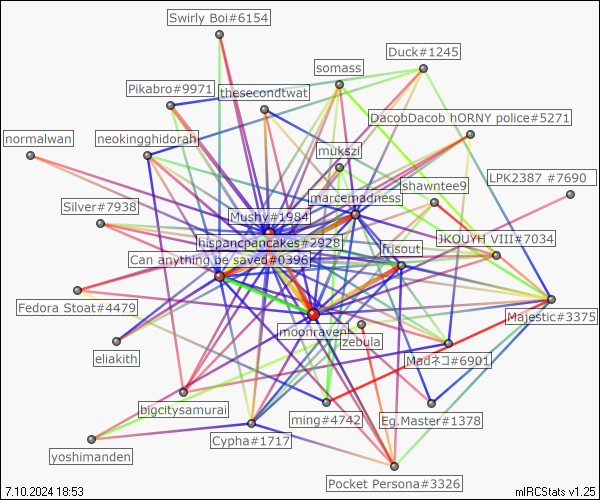 Swirly Boi#6154
Duck#1245
somass
Pikabro#9971
thesecondtwat
DacobDacob hORNY police#5271
normalwan
neokingghidorah
mukszi
shawntee9
LPK2387 #7690
marcemadness
Silver#7938
Mushy#1984
hispancpancakes#2928
JKOUYH VIII#7034
frisout
Can anything be saved#0396
Fedora Stoat#4479
Majestic#3375
moonraven
zebula
eliakith
Madネコ#6901
bigcitysamurai
ming#4742
Eg.Master#1378
Cypha#1717
yoshimanden
Pocket Persona#3326
7.10.2024 18:53
mIRCStats v1.25